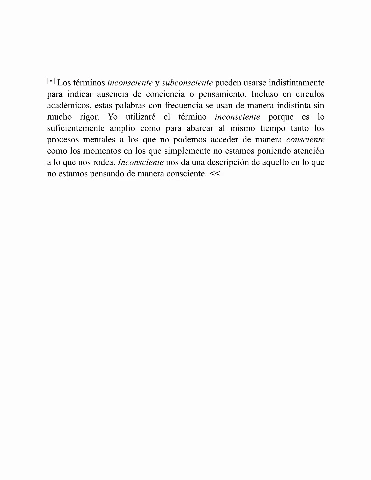 [*] Los términos inconsciente y subconsciente pueden usarse indistintamente
para indicar ausencia de conciencia o pensamiento. Incluso en círculos
académicos, estas palabras con frecuencia se usan de manera indistinta sin
mucho rigor. Yo utilizaré el término inconsciente porque es lo
suficientemente amplio como para abarcar al mismo tiempo tanto los
procesos mentales a los que no podemos acceder de manera consciente
como los momentos en los que simplemente no estamos poniendo atención
a lo que nos rodea. Inconsciente nos da una descripción de aquello en lo que
no estamos pensando de manera consciente. <<